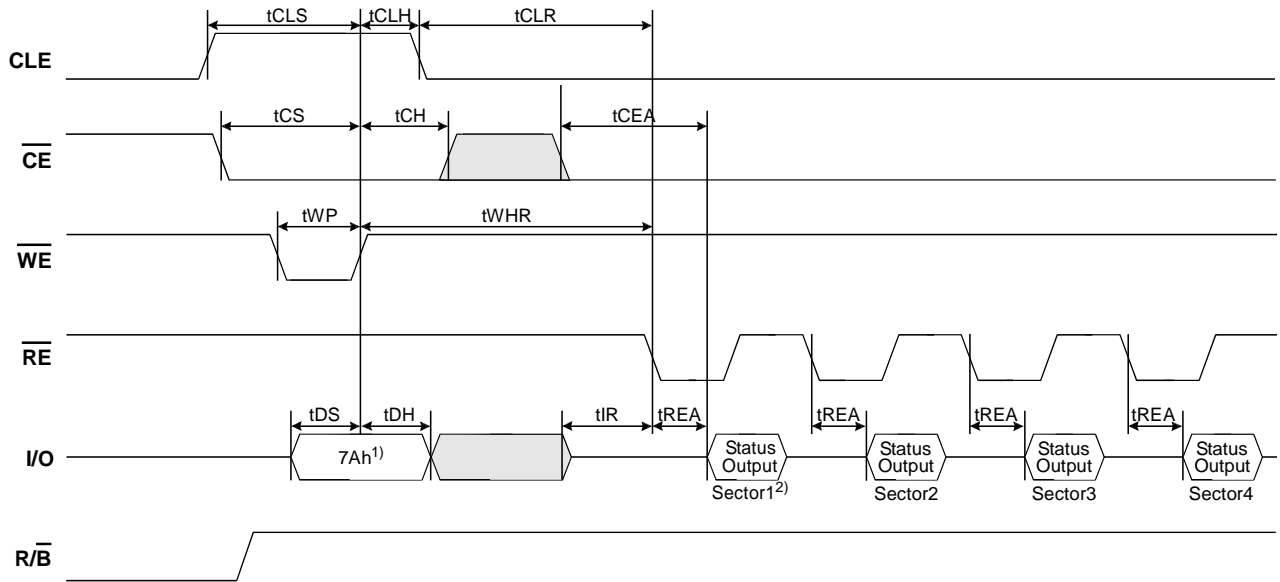 tCLS tCLH tCLR
CLE
tCS tCH tCEA
CE
tWP tWHR
WE
RE
tDS tDH tIR tREA tREA tREA tREA
I/O 7Ah1) Status Output Status Output Status Output Status Output
Sector12) Sector2 Sector3 Sector4
R/B